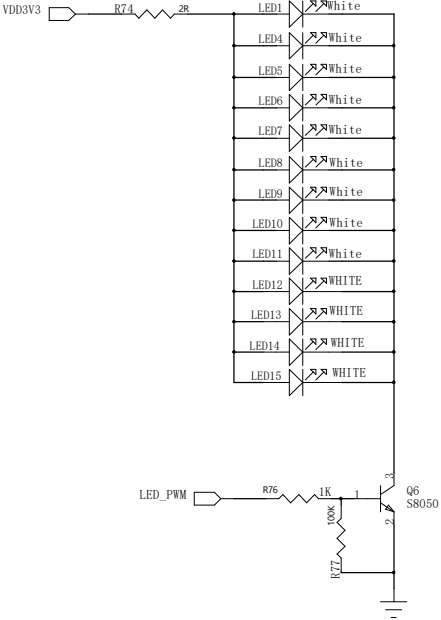 VDD3V3 R74 2R LED1 White
LED4 White
LED5 White
LED6 White
LED7 White
LED8 White
LED9 White
LED10 White
LED11 White
LED12 WHITE
LED13 WHITE
LED14 WHITE
LED15 WHITE
3
LED_PWM R76 1K 1 Q6
S8050
100K
2
R77